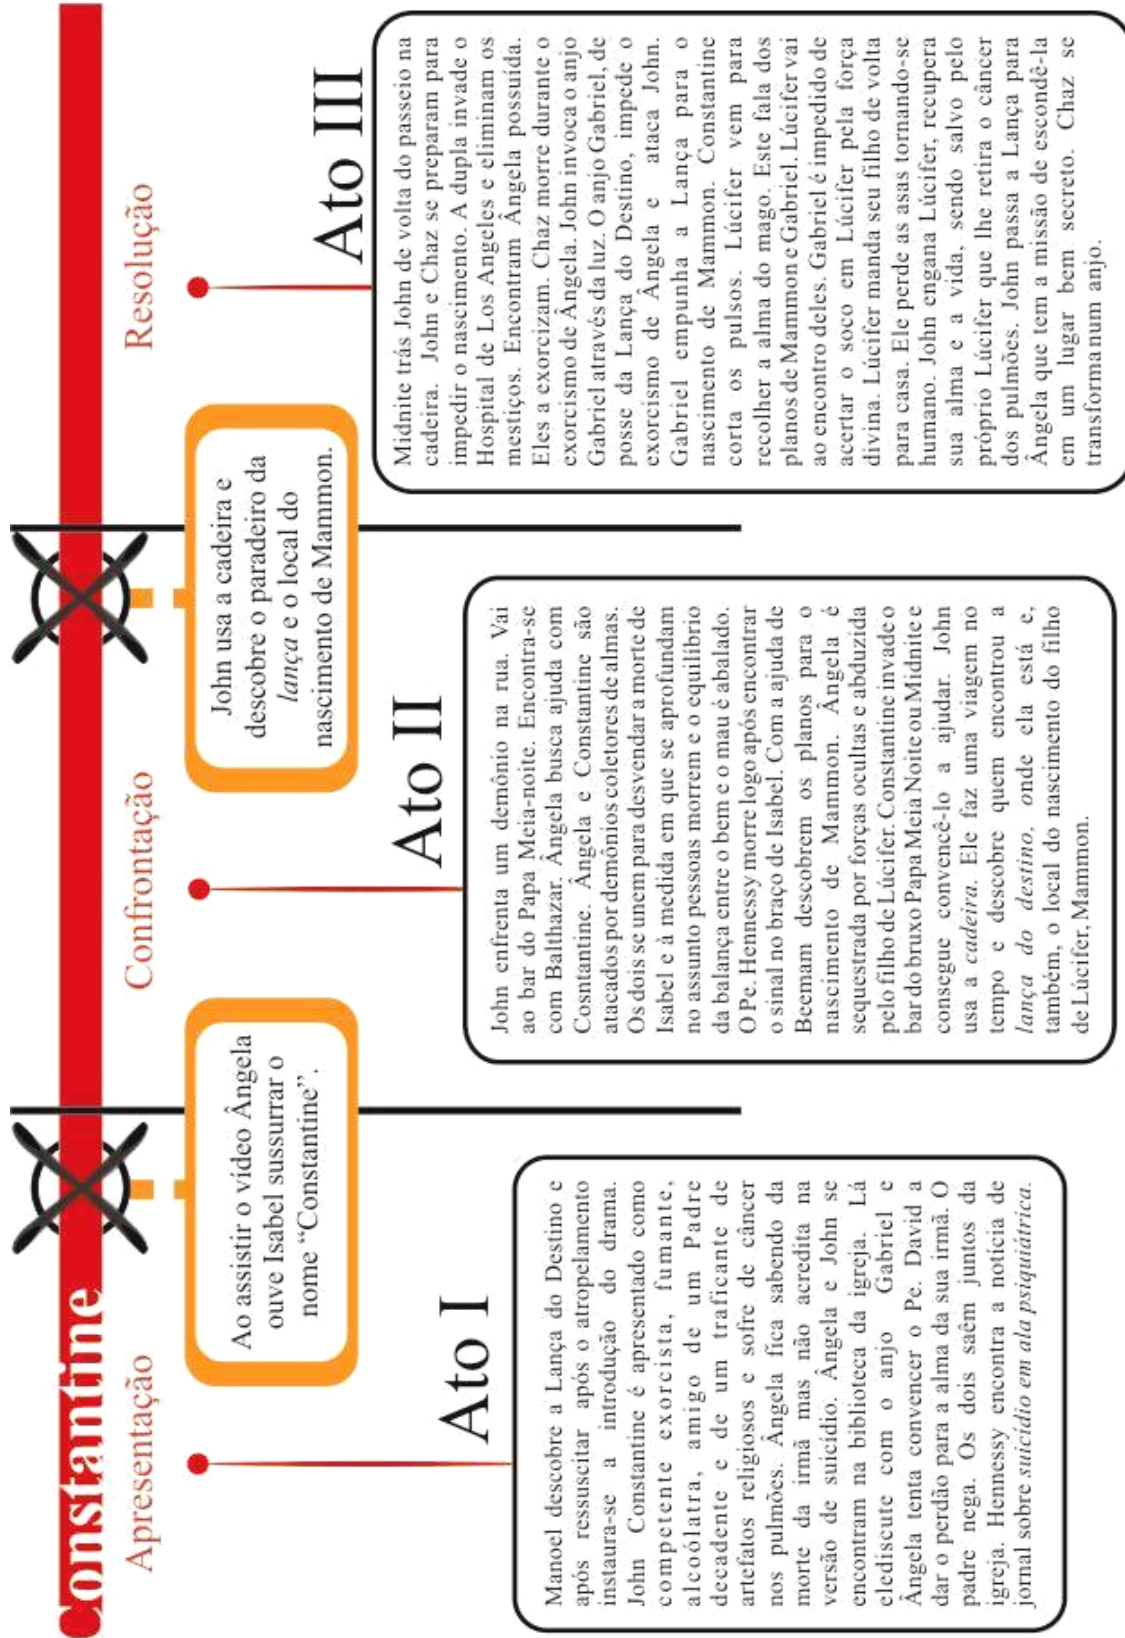 Constantine
Apresentação
Confrontação
Resolução
Ao assistir o vídeo Ângela
ouve Isabel sussurrar o
nome “Constantine”.
John usa a cadeira e
descobre o paradeiro da
lança e o local do
nascimento de Mammon.
Ato I
Manoel descobre a Lança do Destino e
após ressuscitar após o atropelamento
instaura-se a introdução do drama.
John Constantine é apresentado como
competente exorcista, fumante,
alcoólatra, amigo de um Padre
decadente e de um traficante de
artefatos religiosos e sofre de câncer
nos pulmões. Ângela fica sabendo da
morte da irmã mas não acredita na
versão de suicídio. Ângela e John se
encontram na biblioteca da igreja. Lá
elediscute com o anjo Gabriel e
Ângela tenta convencer o Pe. David a
dar o perdão para a alma da sua irmã. O
padre nega. Os dois saêm juntos da
igreja. Hennessy encontra a notícia de
jornal sobre suicídio em ala psiquiátrica.
Ato II
John enfrenta um demônio na rua. Vai
ao bar do Papa Meia-noite. Encontra-se
com Balthazar. Ângela busca ajuda com
Cosntantine. Ângela e Constantine são
atacados por demônios coletores de almas.
Os dois se unem para desvendar a morte de
Isabel e à medida em que se aprofundam
no assunto pessoas morrem e o equilíbrio
da balança entre o bem e o mau é abalado.
O Pe. Hennessy morre logo após encontrar
o sinal no braço de Isabel. Com a ajuda de
Beemam descobrem os planos para o
nascimento de Mammon. Ângela é
sequestrada por forças ocultas e abduzida
pelo filho de Lúcifer. Constantine invade o
bar do bruxo Papa Meia Noite ou Midnite e
consegue convencê-lo a ajudar. John
usa a cadeira. Ele faz uma viagem no
tempo e descobre quem encontrou a
lança do destino, onde ela está e,
também, o local do nascimento do filho
de Lúcifer, Mammon.
Ato III
Midnite trás John de volta do passeio na
cadeira. John e Chaz se preparam para
impedir o nascimento. A dupla invade o
Hospital de Los Angeles e eliminam os
mestiços. Encontram Ângela possuída.
Eles a exorcizam. Chaz morre durante o
exorcismo de Ângela. John invoca o anjo
Gabriel através da luz. O anjo Gabriel, de
posse da Lança do Destino, impede o
exorcismo de Ângela e ataca John.
Gabriel empunha a Lança para o
nascimento de Mammon. Constantine
corta os pulsos. Lúcifer vem para
recolher a alma do mago. Este fala dos
planos de Mammon e Gabriel. Lúcifer vai
ao encontro deles. Gabriel é impedido de
acertar o soco em Lúcifer pela força
divina. Lúcifer manda seu filho de volta
para casa. Ele perde as asas tornando-se
humano. John engana Lúcifer, recupera
sua alma e a vida, sendo salvo pelo
próprio Lúcifer que lhe retira o câncer
dos pulmões. John passa a Lança para
Ângela que tem a missão de escondê-la
em um lugar bem secreto. Chaz se
transformanum anjo.